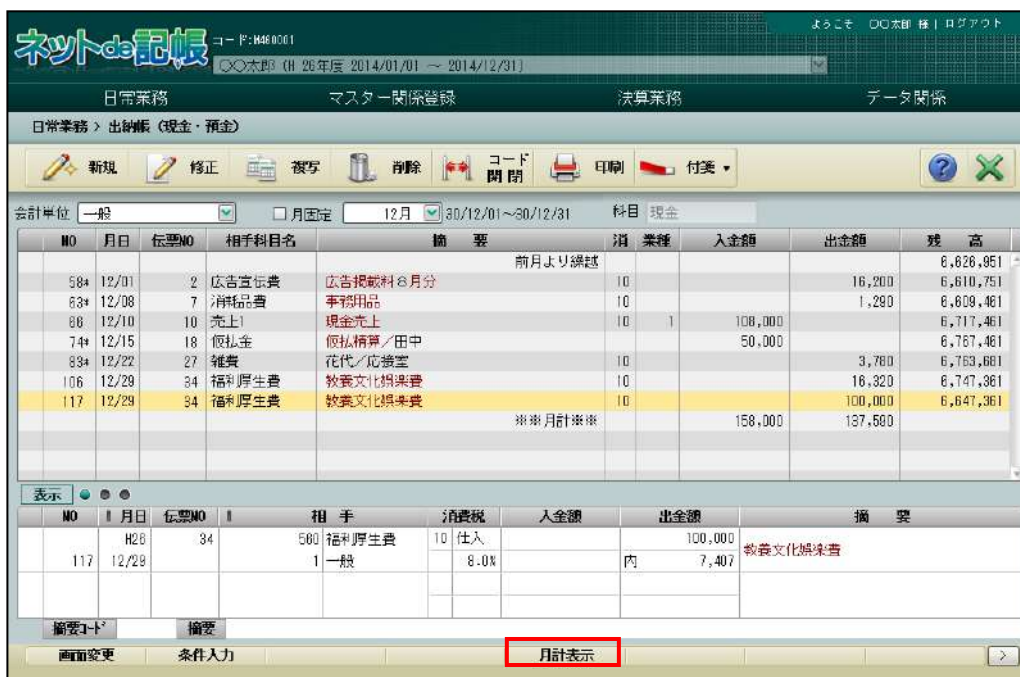 ようこそ 〇〇太郎 様 | ログアウト
ネットde記帳 コード:H460001
〇〇太郎 (H 26年度 2014/01/01 ～ 2014/12/31)
日常業務 マスター関係登録 決算業務 データ関係
日常業務 > 出納帳 (現金・預金)
新規 修正 複写 削除 コード開閉 印刷 付箋 ? 
会計単位 一般 月固定 12月 30/12/01～30/12/31 科目 現金
NO 月日 伝票NO 相手科目名 摘 要 消 業種 入金額 出金額 残 高
前月より繰越 6,626,951
58* 12/01 2 広告宣伝費 広告掲載料8月分 10 16,200 6,610,751
63* 12/08 7 消耗品費 事務用品 10 1,290 6,609,461
66 12/10 10 売上1 現金売上 10 1 108,000 6,717,461
74* 12/15 18 仮払金 仮払精算/田中 50,000 6,767,461
83* 12/22 27 雑費 花代/応接室 10 3,780 6,763,681
106 12/29 34 福利厚生費 教養文化娯楽費 10 16,320 6,747,361
117 12/29 34 福利厚生費 教養文化娯楽費 10 100,000 6,647,361
※※月計※※ 158,000 137,590
表示
NO 月日 伝票NO 相 手 消費税 入金額 出金額 摘 要
H26 34 560 福利厚生費 10 仕入 100,000 教養文化娯楽費
117 12/29 1 一般 8.0% 内 7,407
摘要コード 摘要
画面変更 条件入力 月計表示 >